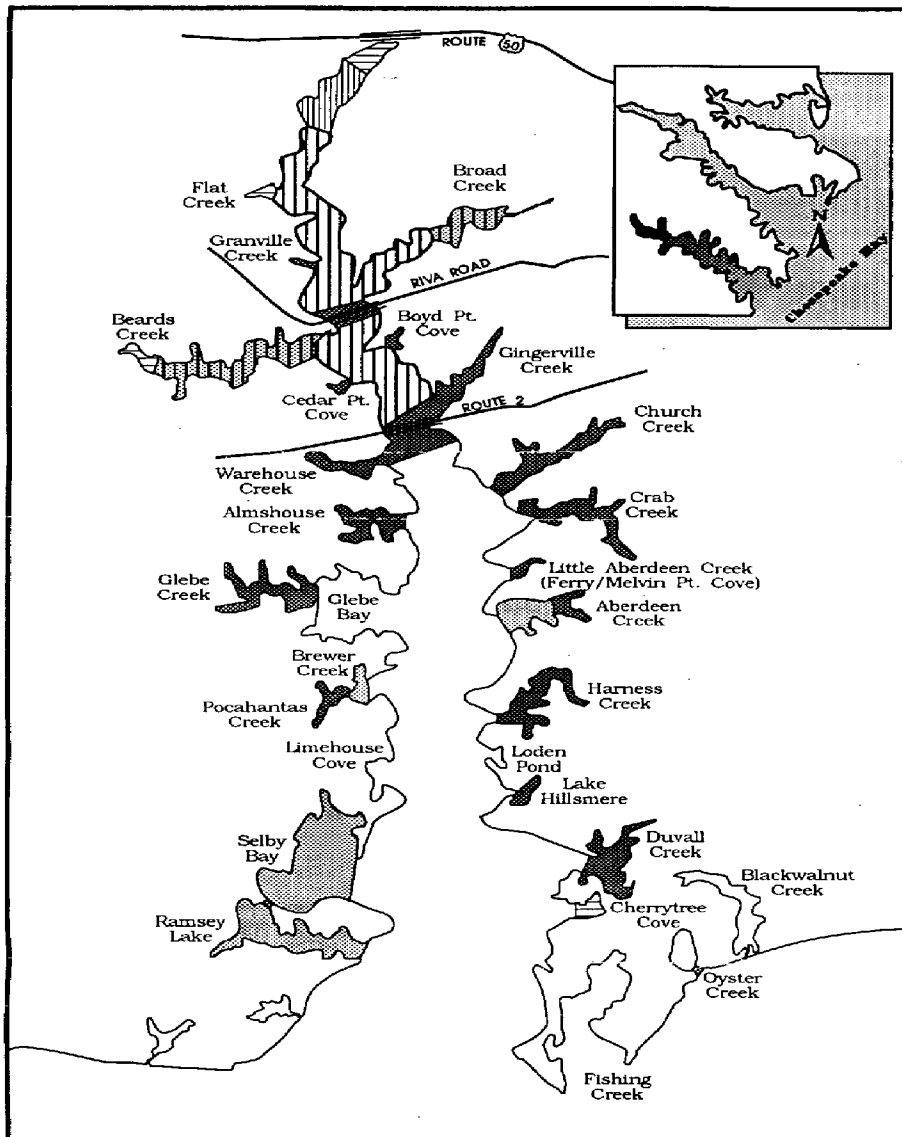 ROUTE 50
Broad
Creek
Flat
Creek
Granville
Creek
N
Chesapeake Bay
RIVA ROAD
Beards
Creek
Boyd Pt.
Cove
Gingerville
Creek
Cedar Pt.
Cove
ROUTE 2
Church
Creek
Warehouse
Creek
Crab
Creek
Almshouse
Creek
Little Aberdeen Creek
(Ferry/Melvin Pt. Cove)
Glebe
Creek
Glebe
Bay
Aberdeen
Creek
Brewer
Creek
Harness
Creek
Pocahantas
Creek
Limehouse
Cove
Loden
Pond
Lake
Hillsmere
Selby
Bay
Duvall
Creek
Blackwalnut
Creek
Cherrytree
Cove
Ramsey
Lake
Oyster
Creek
Fishing
Creek